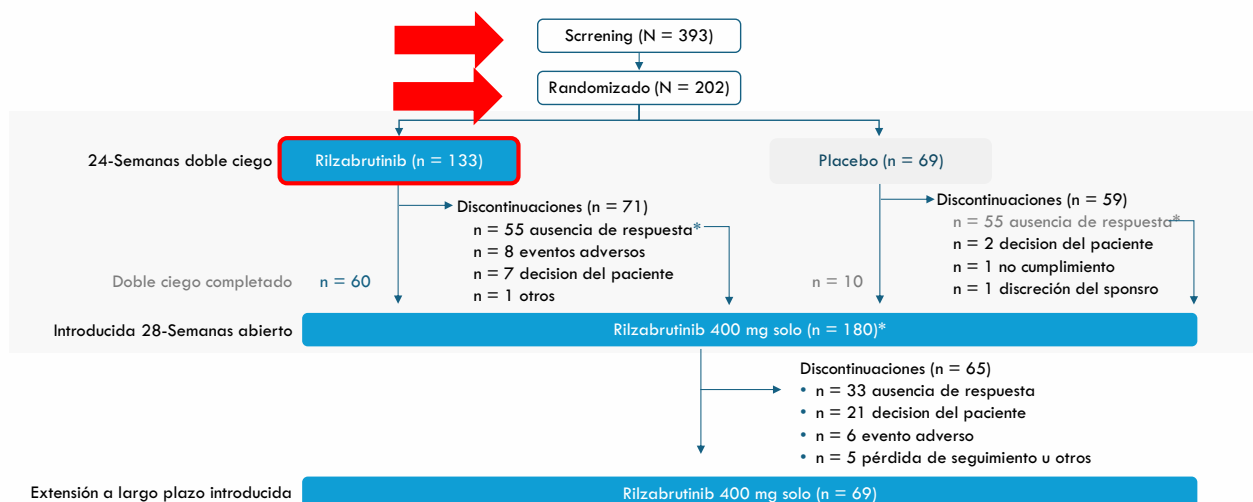 Scrrening (N = 393)
Randomizado (N = 202)
24-Semanas doble ciego
Rilzabrutinib (n = 133)
Placebo (n = 69)
Discontinuaciones (n = 71)
n = 55 ausencia de respuesta*
n = 8 eventos adversos
n = 7 decision del paciente
n = 1 otros
Discontinuaciones (n = 59)
n = 55 ausencia de respuesta*
n = 2 decision del paciente
n = 1 no cumplimiento
n = 1 discreción del sponsro
Doble ciego completado
n = 60
n = 10
Introducida 28-Semanas abierto
Rilzabrutinib 400 mg solo (n = 180)*
Discontinuaciones (n = 65)
• n = 33 ausencia de respuesta
• n = 21 decision del paciente
• n = 6 evento adverso
• n = 5 pérdida de seguimiento u otros
Extensión a largo plazo introducida
Rilzabrutinib 400 mg solo (n = 69)